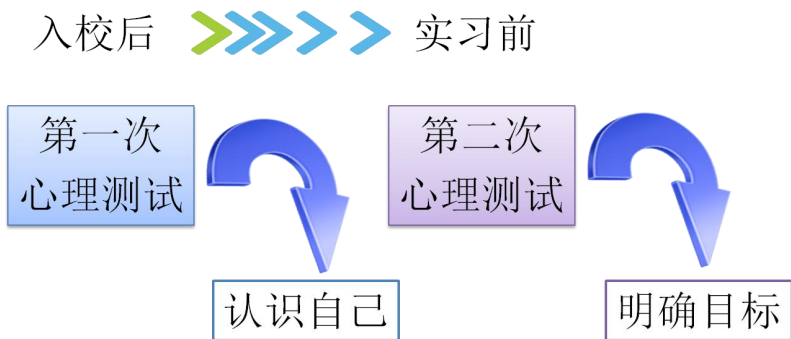 入校后
实习前
第一次
心理测试
第二次
心理测试
认识自己
明确目标